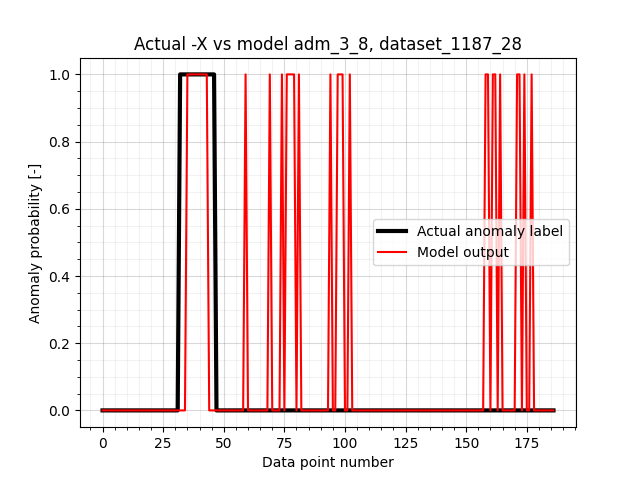 Actual -X vs model adm_3_8, dataset_1187_28
Anomaly probability [-]
1.0
0.8
0.6
0.4
0.2
0.0
Actual anomaly label
Model output
0 25 50 75 100 125 150 175
Data point number